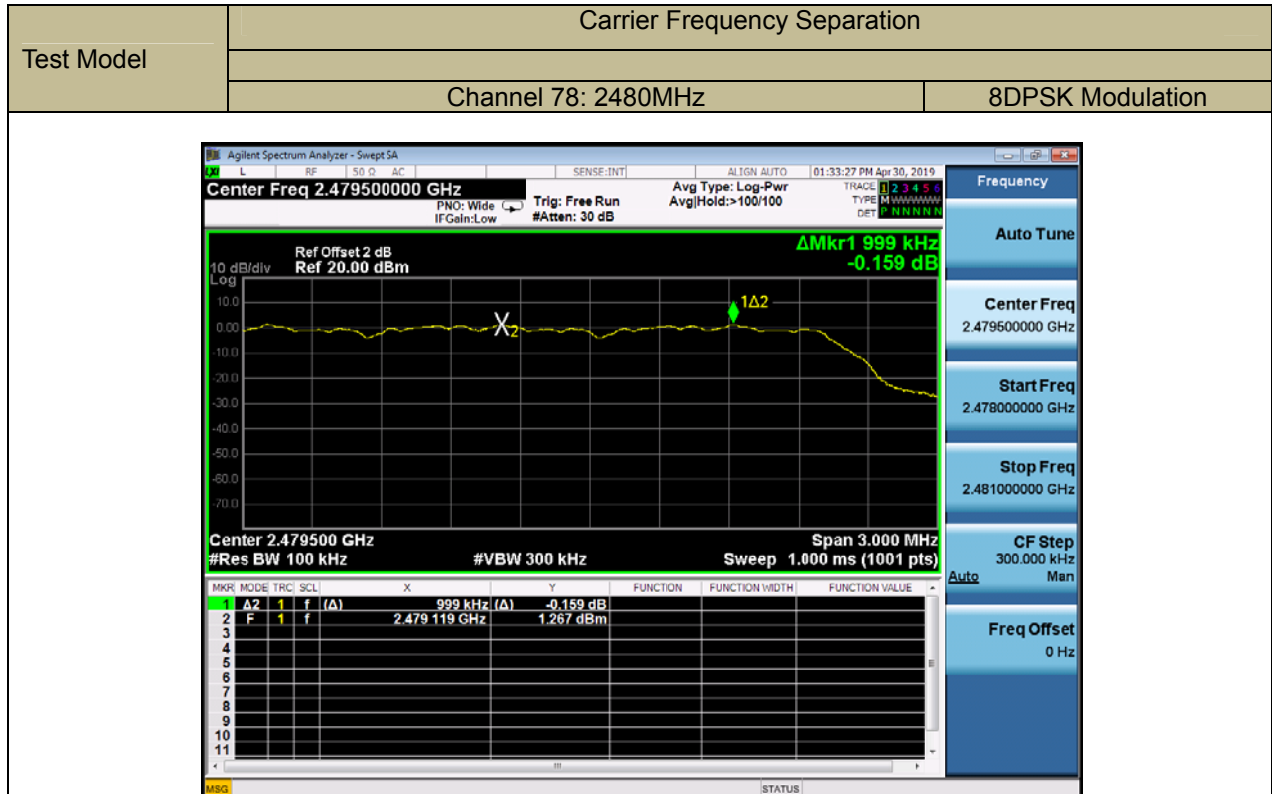 Test Model
Carrier Frequency Separation
Channel 78: 2480MHz
8DPSK Modulation
Agilent Spectrum Analyzer - Swept SA
LXI L RF 50 Ω AC SENSE:INT ALIGN AUTO 01:33:27 PM Apr 30, 2019
Center Freq 2.479500000 GHz
PNO: Wide
IFGain:Low
Trig: Free Run
#Atten: 30 dB
Avg Type: Log-Pwr
Avg|Hold:>100/100
TRACE 1 2 3 4 5 6
TYPE M W W W W W
DET P N N N N N
ΔMkr1 999 kHz
-0.159 dB
Ref Offset 2 dB
10 dB/div Ref 20.00 dBm
Log
10.0
0.00
-10.0
-20.0
-30.0
-40.0
-50.0
-60.0
-70.0
X2
1Δ2
Center 2.479500 GHz
Span 3.000 MHz
#Res BW 100 kHz
#VBW 300 kHz
Sweep 1.000 ms (1001 pts)
MKR MODE TRC SCL X Y FUNCTION FUNCTION WIDTH FUNCTION VALUE
1 Δ2 1 f (Δ) 999 kHz (Δ) -0.159 dB
2 F 1 f 2.479 119 GHz 1.267 dBm
3
4
5
6
7
8
9
10
11
MSG
STATUS
Frequency
Auto Tune
Center Freq
2.479500000 GHz
Start Freq
2.478000000 GHz
Stop Freq
2.481000000 GHz
CF Step
300.000 kHz
Auto Man
Freq Offset
0 Hz